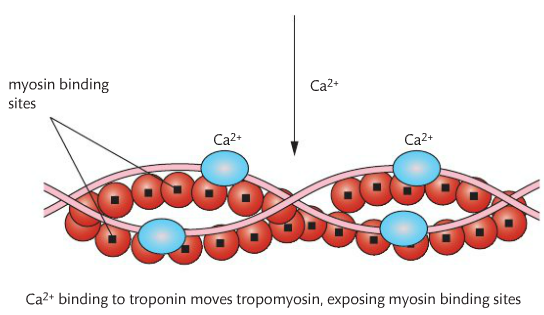 Ca²⁺
myosin binding
sites
Ca²⁺
Ca²⁺
Ca²⁺ binding to troponin moves tropomyosin, exposing myosin binding sites